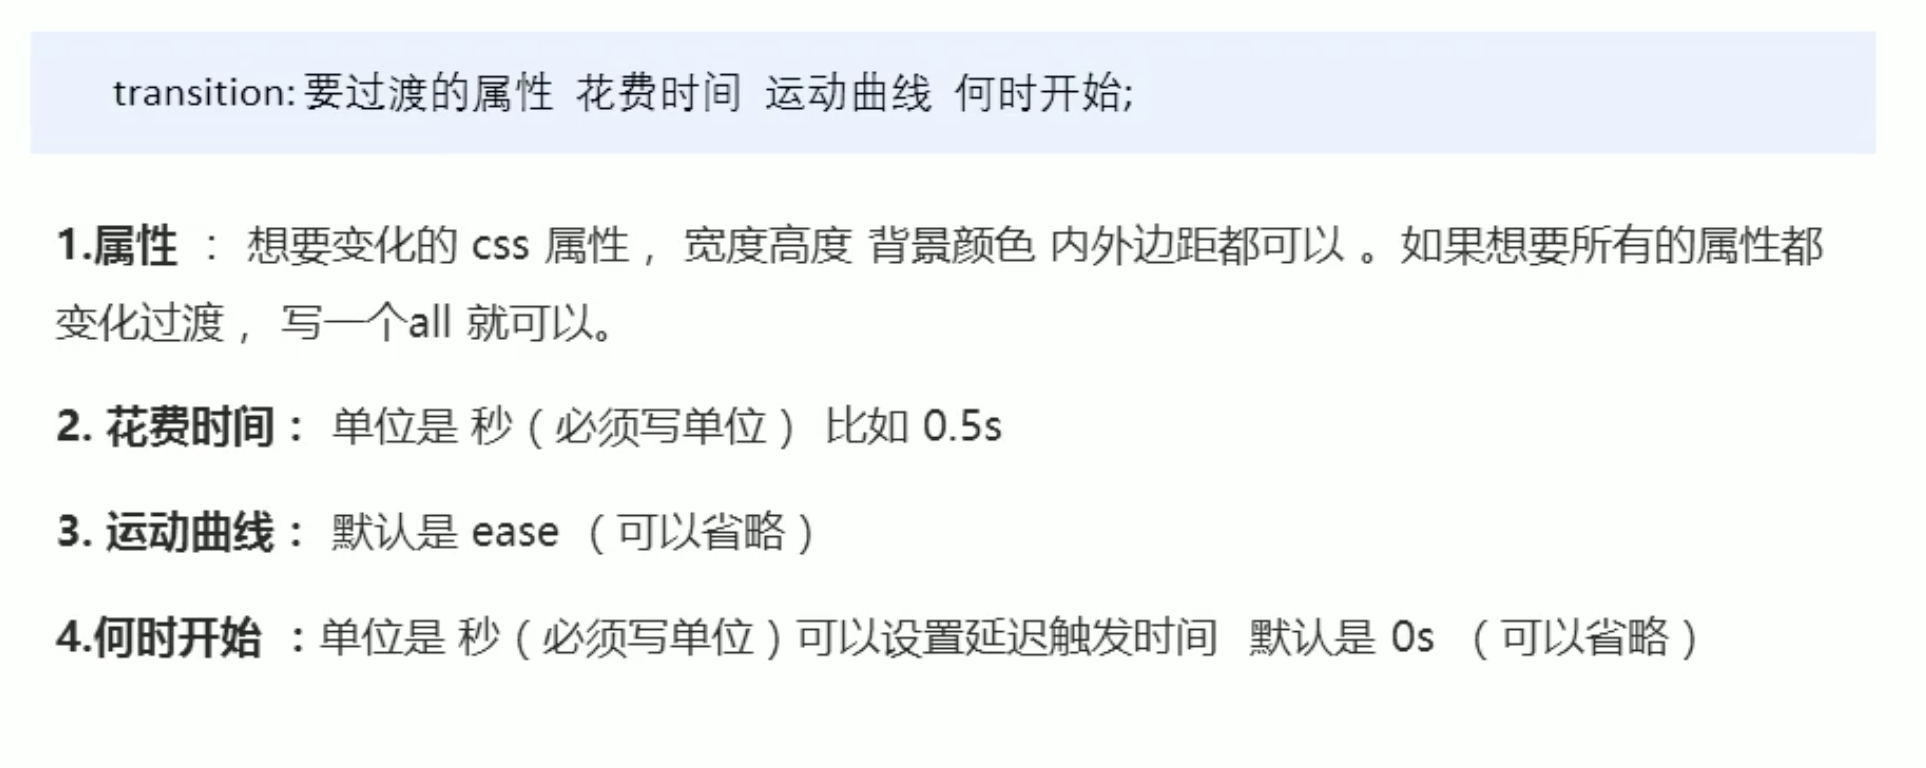 transition: 要过渡的属性 花费时间 运动曲线 何时开始;
1.属性 ： 想要变化的 css 属性， 宽度高度 背景颜色 内外边距都可以 。如果想要所有的属性都
变化过渡， 写一个all 就可以。
2. 花费时间： 单位是 秒（必须写单位） 比如 0.5s
3. 运动曲线： 默认是 ease （可以省略）
4.何时开始 ：单位是 秒（必须写单位）可以设置延迟触发时间 默认是 0s （可以省略）